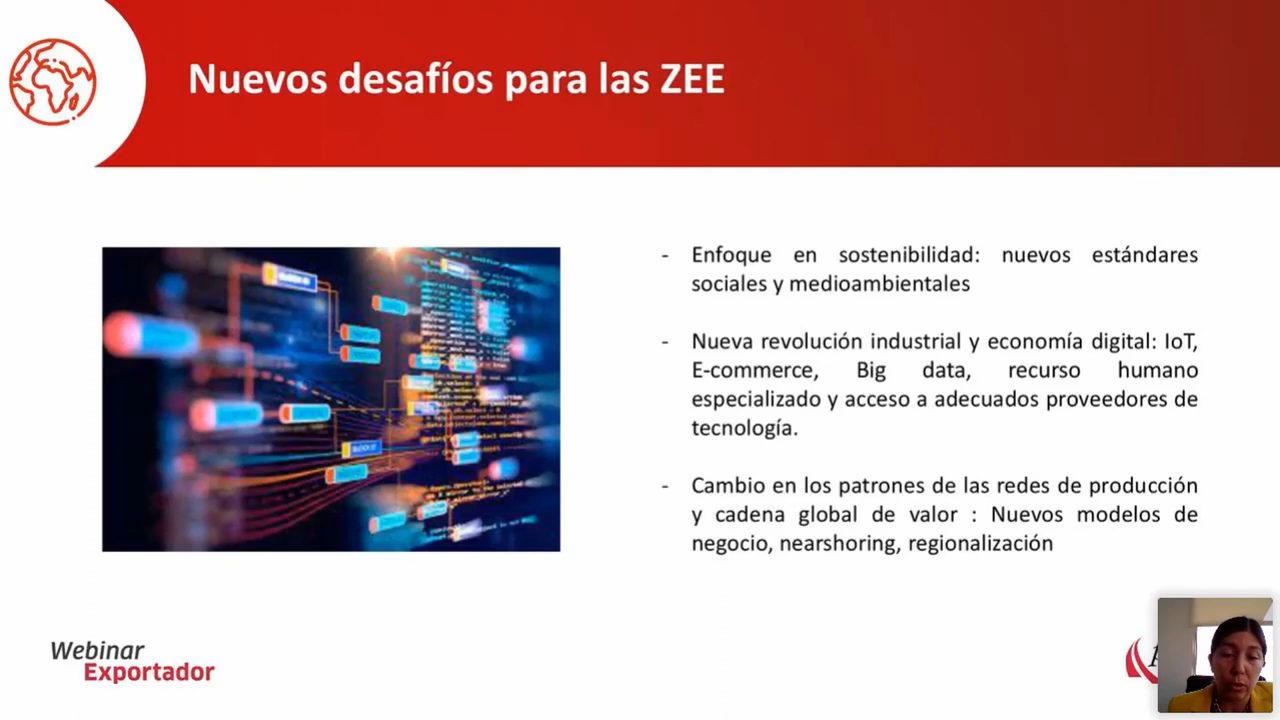 Nuevos desafíos para las ZEE
- Enfoque en sostenibilidad: nuevos estándares
sociales y medioambientales
- Nueva revolución industrial y economía digital: IoT,
E-commerce, Big data, recurso humano
especializado y acceso a adecuados proveedores de
tecnología.
- Cambio en los patrones de las redes de producción
y cadena global de valor : Nuevos modelos de
negocio, nearshoring, regionalización
Webinar
Exportador